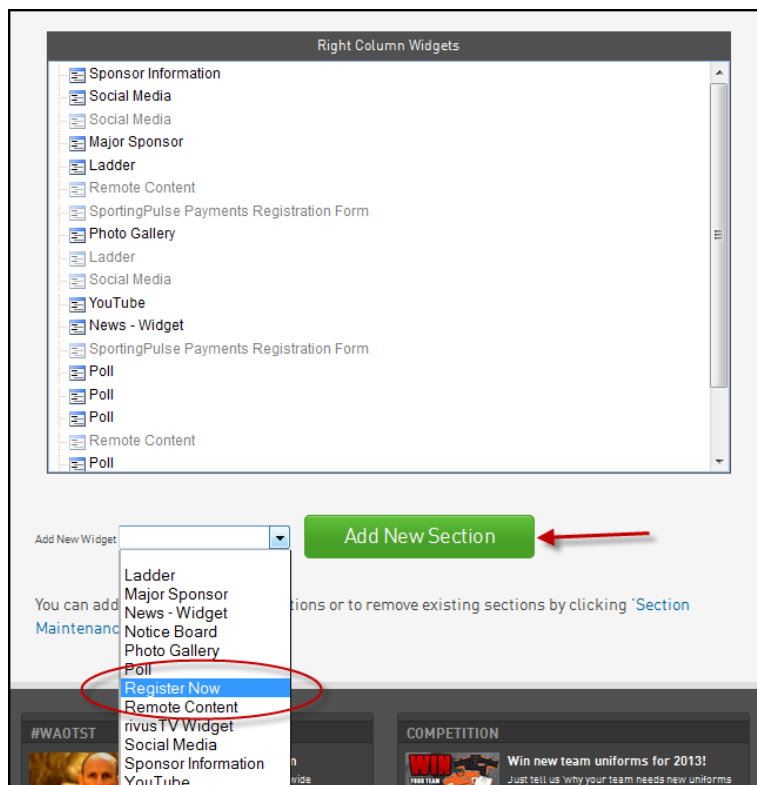 Right Column Widgets
Sponsor Information
Social Media
Social Media
Major Sponsor
Ladder
Remote Content
SportingPulse Payments Registration Form
Photo Gallery
Ladder
Social Media
YouTube
News - Widget
SportingPulse Payments Registration Form
Poll
Poll
Poll
Remote Content
Poll
Add New Widget
Add New Section
Ladder
Major Sponsor
News - Widget
Notice Board
Photo Gallery
Poll
Register Now
Remote Content
rivusTV Widget
Social Media
Sponsor Information
YouTube
You can add tions or to remove existing sections by clicking 'Section
Maintenanc
#WAOTST
COMPETITION
WIN
YOUR TEAM
Win new team uniforms for 2013!
Just tell us 'why your team needs new uniforms
n
wide